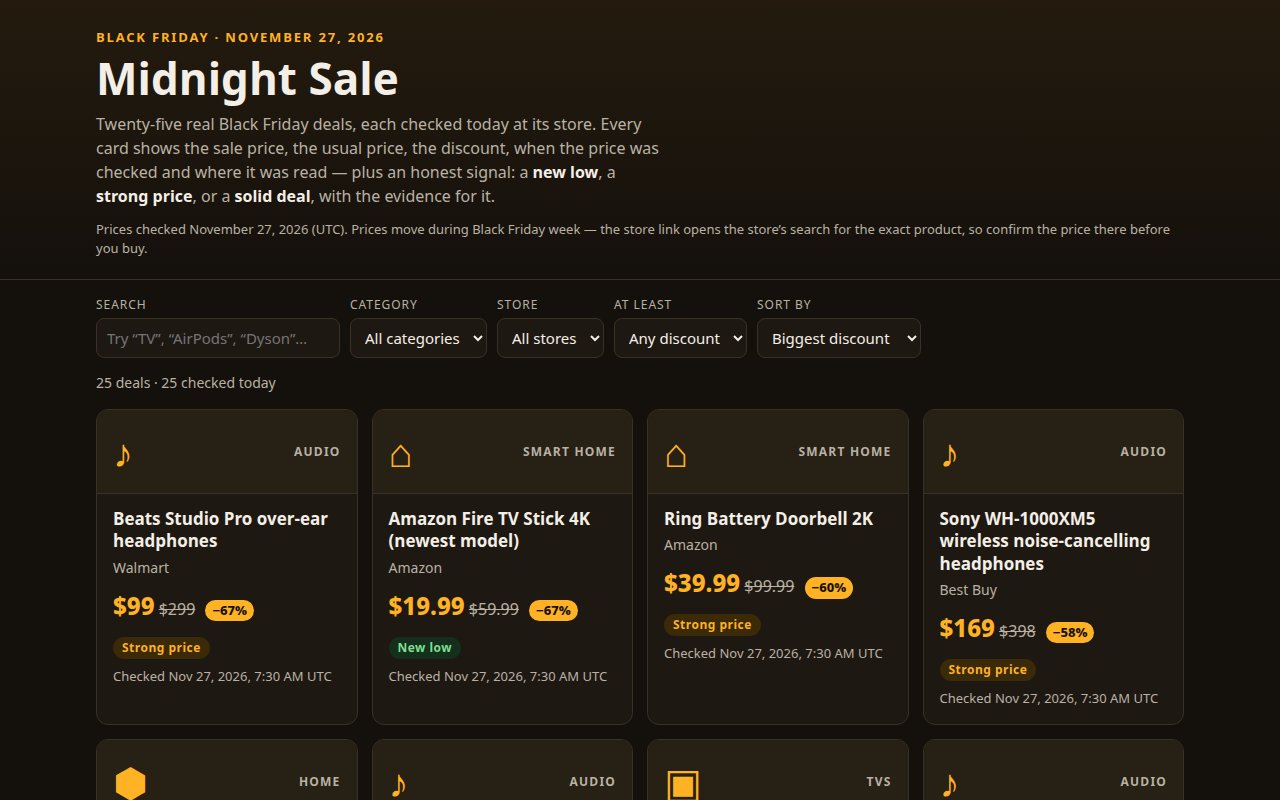 BLACK FRIDAY · NOVEMBER 27, 2026
Midnight Sale
Twenty-five real Black Friday deals, each checked today at its store. Every
card shows the sale price, the usual price, the discount, when the price was
checked and where it was read — plus an honest signal: a new low, a
strong price, or a solid deal, with the evidence for it.
Prices checked November 27, 2026 (UTC). Prices move during Black Friday week — the store link opens the store’s search for the exact product, so confirm the price there before
you buy.
SEARCH CATEGORY STORE AT LEAST SORT BY
Try “TV”, “AirPods”, “Dyson”… All categories All stores Any discount Biggest discount
25 deals · 25 checked today
AUDIO
Beats Studio Pro over-ear
headphones
Walmart
$99 $299 −67%
Strong price
Checked Nov 27, 2026, 7:30 AM UTC
SMART HOME
Amazon Fire TV Stick 4K
(newest model)
Amazon
$19.99 $59.99 −67%
New low
Checked Nov 27, 2026, 7:30 AM UTC
SMART HOME
Ring Battery Doorbell 2K
Amazon
$39.99 $99.99 −60%
Strong price
Checked Nov 27, 2026, 7:30 AM UTC
AUDIO
Sony WH-1000XM5
wireless noise-cancelling
headphones
Best Buy
$169 $398 −58%
Strong price
Checked Nov 27, 2026, 7:30 AM UTC
HOME
AUDIO
TVS
AUDIO